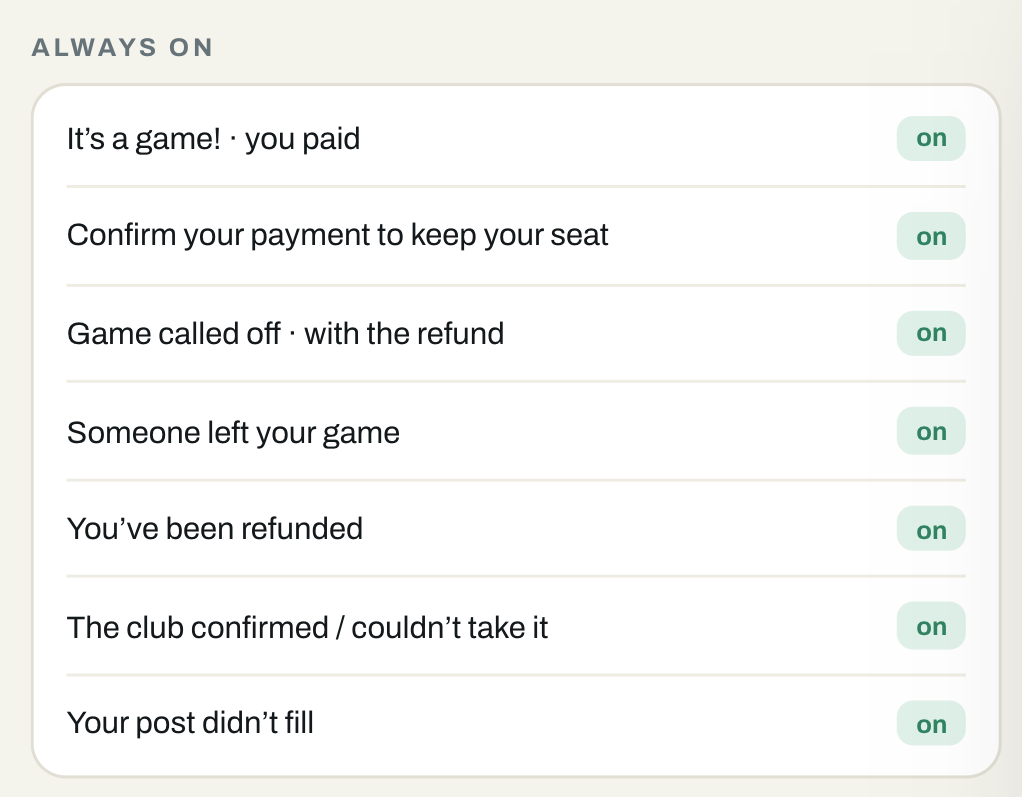 ALWAYS ON
It’s a game! · you paid
on
Confirm your payment to keep your seat
on
Game called off · with the refund
on
Someone left your game
on
You’ve been refunded
on
The club confirmed / couldn’t take it
on
Your post didn’t fill
on